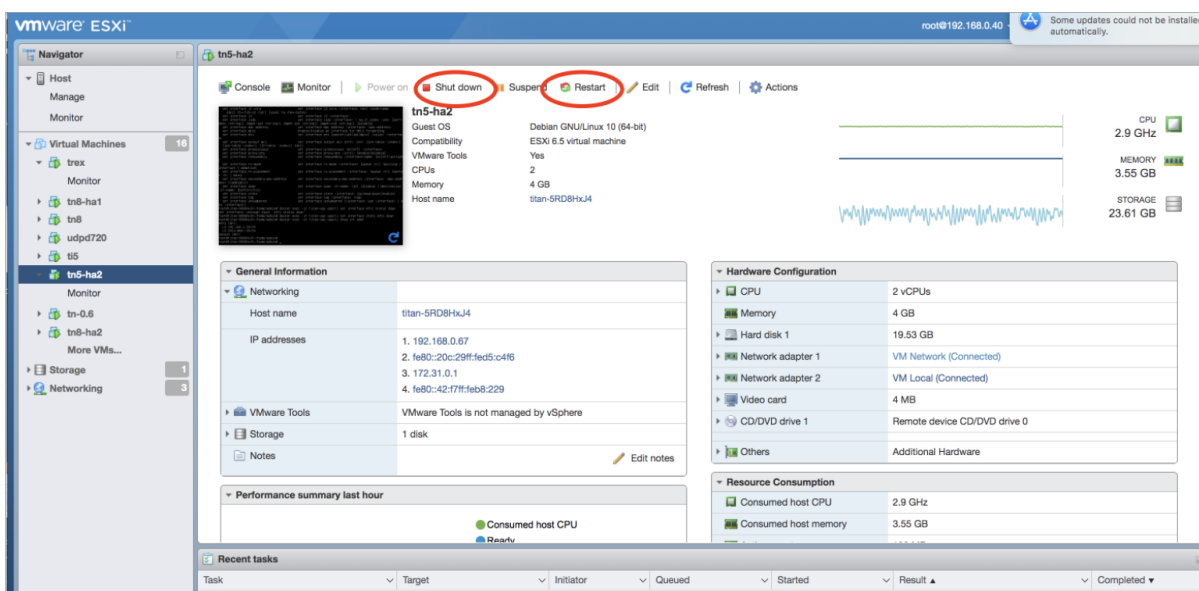 vmware ESXi™
root@192.168.0.40
Some updates could not be installed
automatically.
Navigator
tn5-ha2
Host
Manage
Monitor
Virtual Machines 16
trex
Monitor
tn8-ha1
tn8
udpd720
ti5
tn5-ha2
Monitor
tn-0.6
tn8-ha2
More VMs...
Storage 1
Networking 3
Console Monitor Power on Shut down Suspend Restart Edit Refresh Actions
tn5-ha2
Guest OS Debian GNU/Linux 10 (64-bit)
Compatibility ESXi 6.5 virtual machine
VMware Tools Yes
CPUs 2
Memory 4 GB
Host name titan-5RD8HxJ4
CPU
2.9 GHz
MEMORY
3.55 GB
STORAGE
23.61 GB
General Information
Networking
Host name titan-5RD8HxJ4
IP addresses 1. 192.168.0.67
2. fe80::20c:29ff:fed5:c4f6
3. 172.31.0.1
4. fe80::42:f7ff:feb8:229
VMware Tools VMware Tools is not managed by vSphere
Storage 1 disk
Notes Edit notes
Performance summary last hour
Consumed host CPU
Ready
Hardware Configuration
CPU 2 vCPUs
Memory 4 GB
Hard disk 1 19.53 GB
Network adapter 1 VM Network (Connected)
Network adapter 2 VM Local (Connected)
Video card 4 MB
CD/DVD drive 1 Remote device CD/DVD drive 0
Others Additional Hardware
Resource Consumption
Consumed host CPU 2.9 GHz
Consumed host memory 3.55 GB
Recent tasks
Task Target Initiator Queued Started Result ▲ Completed ▼